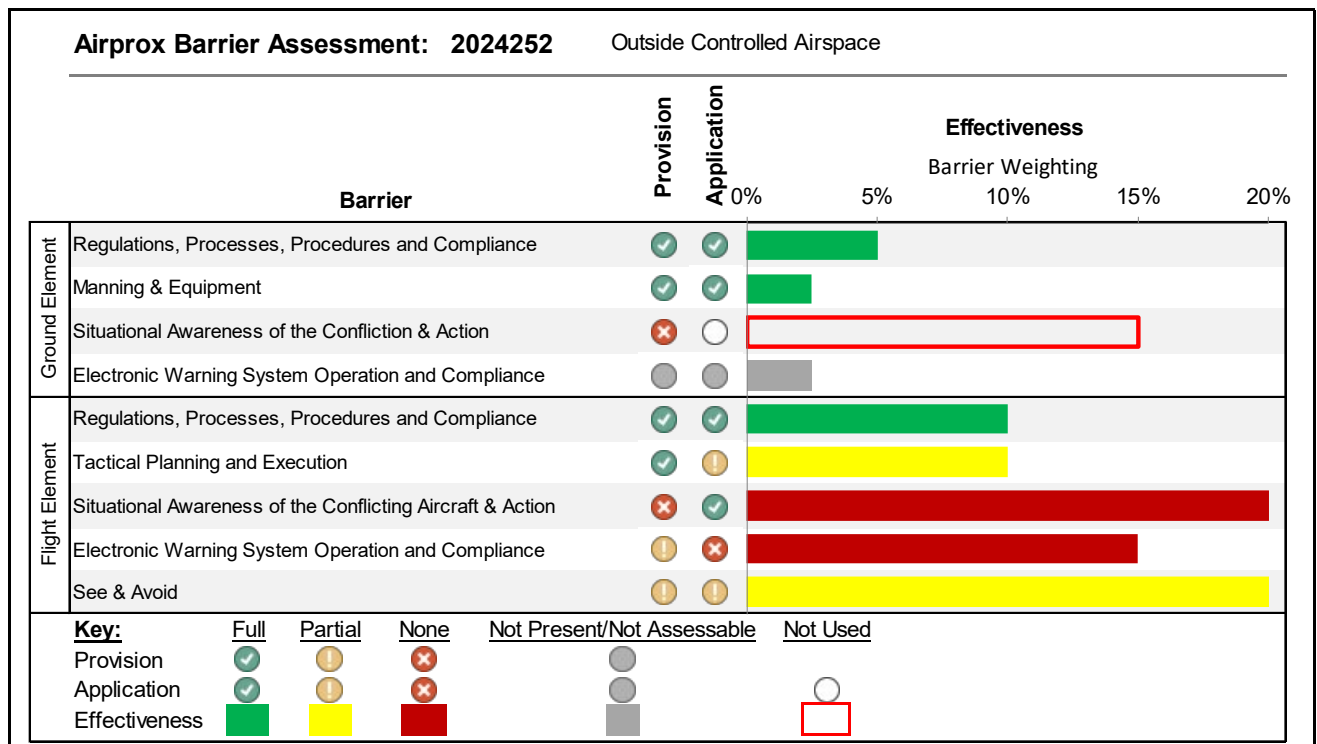 Airprox Barrier Assessment: 2024252 Outside Controlled Airspace
Provision
Application
Effectiveness
Barrier Weighting
Barrier
0% 5% 10% 15% 20%
Ground Element
Regulations, Processes, Procedures and Compliance
Manning & Equipment
Situational Awareness of the Confliction & Action
Electronic Warning System Operation and Compliance
Flight Element
Regulations, Processes, Procedures and Compliance
Tactical Planning and Execution
Situational Awareness of the Conflicting Aircraft & Action
Electronic Warning System Operation and Compliance
See & Avoid
Key: Full Partial None Not Present/Not Assessable Not Used
Provision
Application
Effectiveness